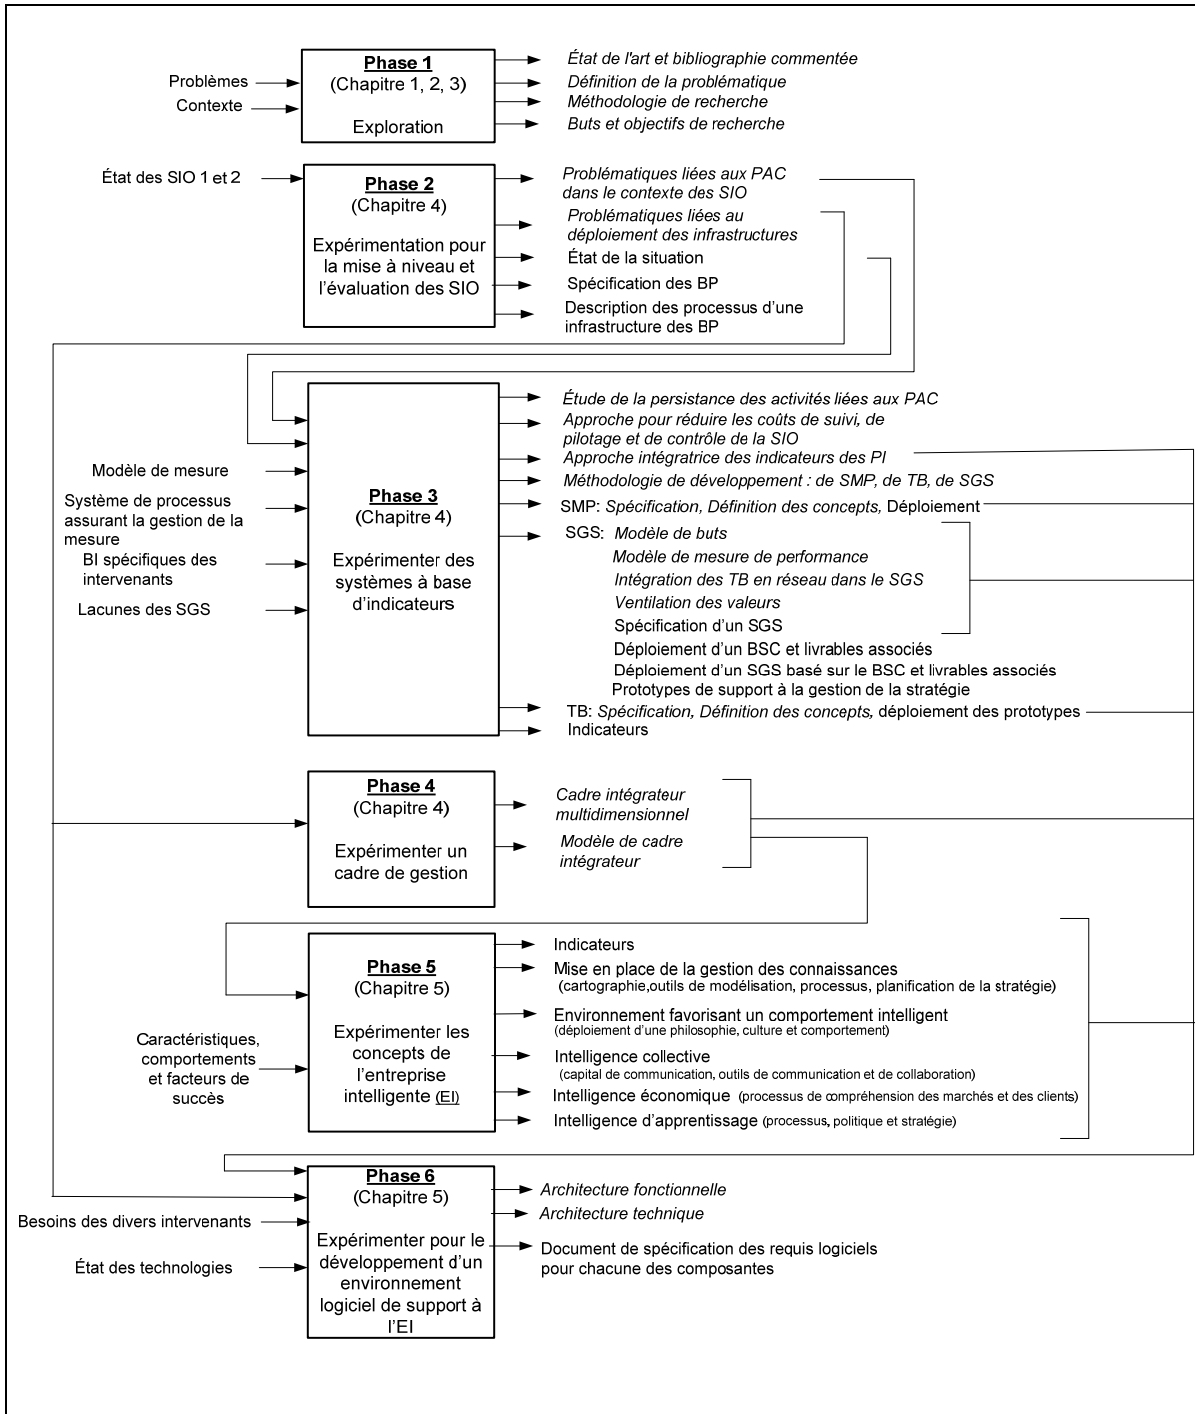 Phase 1
(Chapitre 1, 2, 3)
Exploration
Problèmes
Contexte
État de l'art et bibliographie commentée
Définition de la problématique
Méthodologie de recherche
Buts et objectifs de recherche
État des SIO 1 et 2
Phase 2
(Chapitre 4)
Expérimentation pour
la mise à niveau et
l'évaluation des SIO
Problématiques liées aux PAC
dans le contexte des SIO
Problématiques liées au
déploiement des infrastructures
État de la situation
Spécification des BP
Description des processus d'une
infrastructure des BP
Modèle de mesure
Système de processus
assurant la gestion de la
mesure
BI spécifiques des
intervenants
Lacunes des SGS
Phase 3
(Chapitre 4)
Expérimenter des
systèmes à base
d'indicateurs
Étude de la persistance des activités liées aux PAC
Approche pour réduire les coûts de suivi, de
pilotage et de contrôle de la SIO
Approche intégratrice des indicateurs des PI
Méthodologie de développement : de SMP, de TB, de SGS
SMP: Spécification, Définition des concepts, Déploiement
SGS: Modèle de buts
Modèle de mesure de performance
Intégration des TB en réseau dans le SGS
Ventilation des valeurs
Spécification d'un SGS
Déploiement d'un BSC et livrables associés
Déploiement d'un SGS basé sur le BSC et livrables associés
Prototypes de support à la gestion de la stratégie
TB: Spécification, Définition des concepts, déploiement des prototypes
Indicateurs
Phase 4
(Chapitre 4)
Expérimenter un
cadre de gestion
Cadre intégrateur
multidimensionnel
Modèle de cadre
intégrateur
Caractéristiques,
comportements
et facteurs de
succès
Phase 5
(Chapitre 5)
Expérimenter les
concepts de
l'entreprise
intelligente (EI)
Indicateurs
Mise en place de la gestion des connaissances
(cartographie,outils de modélisation, processus, planification de la stratégie)
Environnement favorisant un comportement intelligent
(déploiement d'une philosophie, culture et comportement)
Intelligence collective
(capital de communication, outils de communication et de collaboration)
Intelligence économique (processus de compréhension des marchés et des clients)
Intelligence d'apprentissage (processus, politique et stratégie)
Besoins des divers intervenants
État des technologies
Phase 6
(Chapitre 5)
Expérimenter pour le
développement d'un
environnement
logiciel de support à
l'EI
Architecture fonctionnelle
Architecture technique
Document de spécification des requis logiciels
pour chacune des composantes